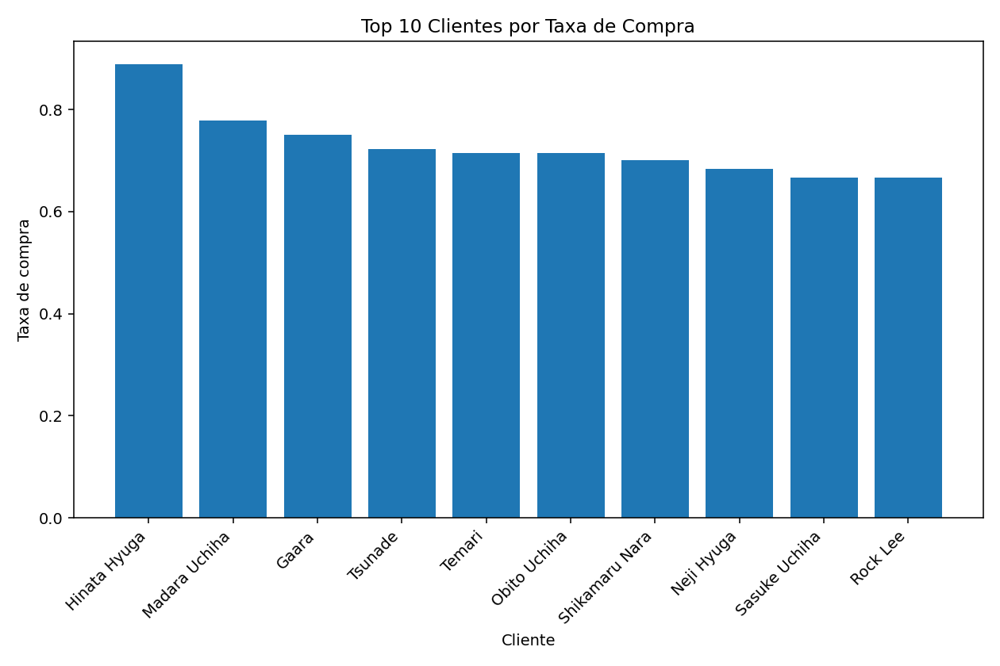 Top 10 Clientes por Taxa de Compra
Taxa de compra
0.8
0.6
0.4
0.2
0.0
Hinata Hyuga
Madara Uchiha
Gaara
Tsunade
Temari
Obito Uchiha
Shikamaru Nara
Neji Hyuga
Sasuke Uchiha
Rock Lee
Cliente